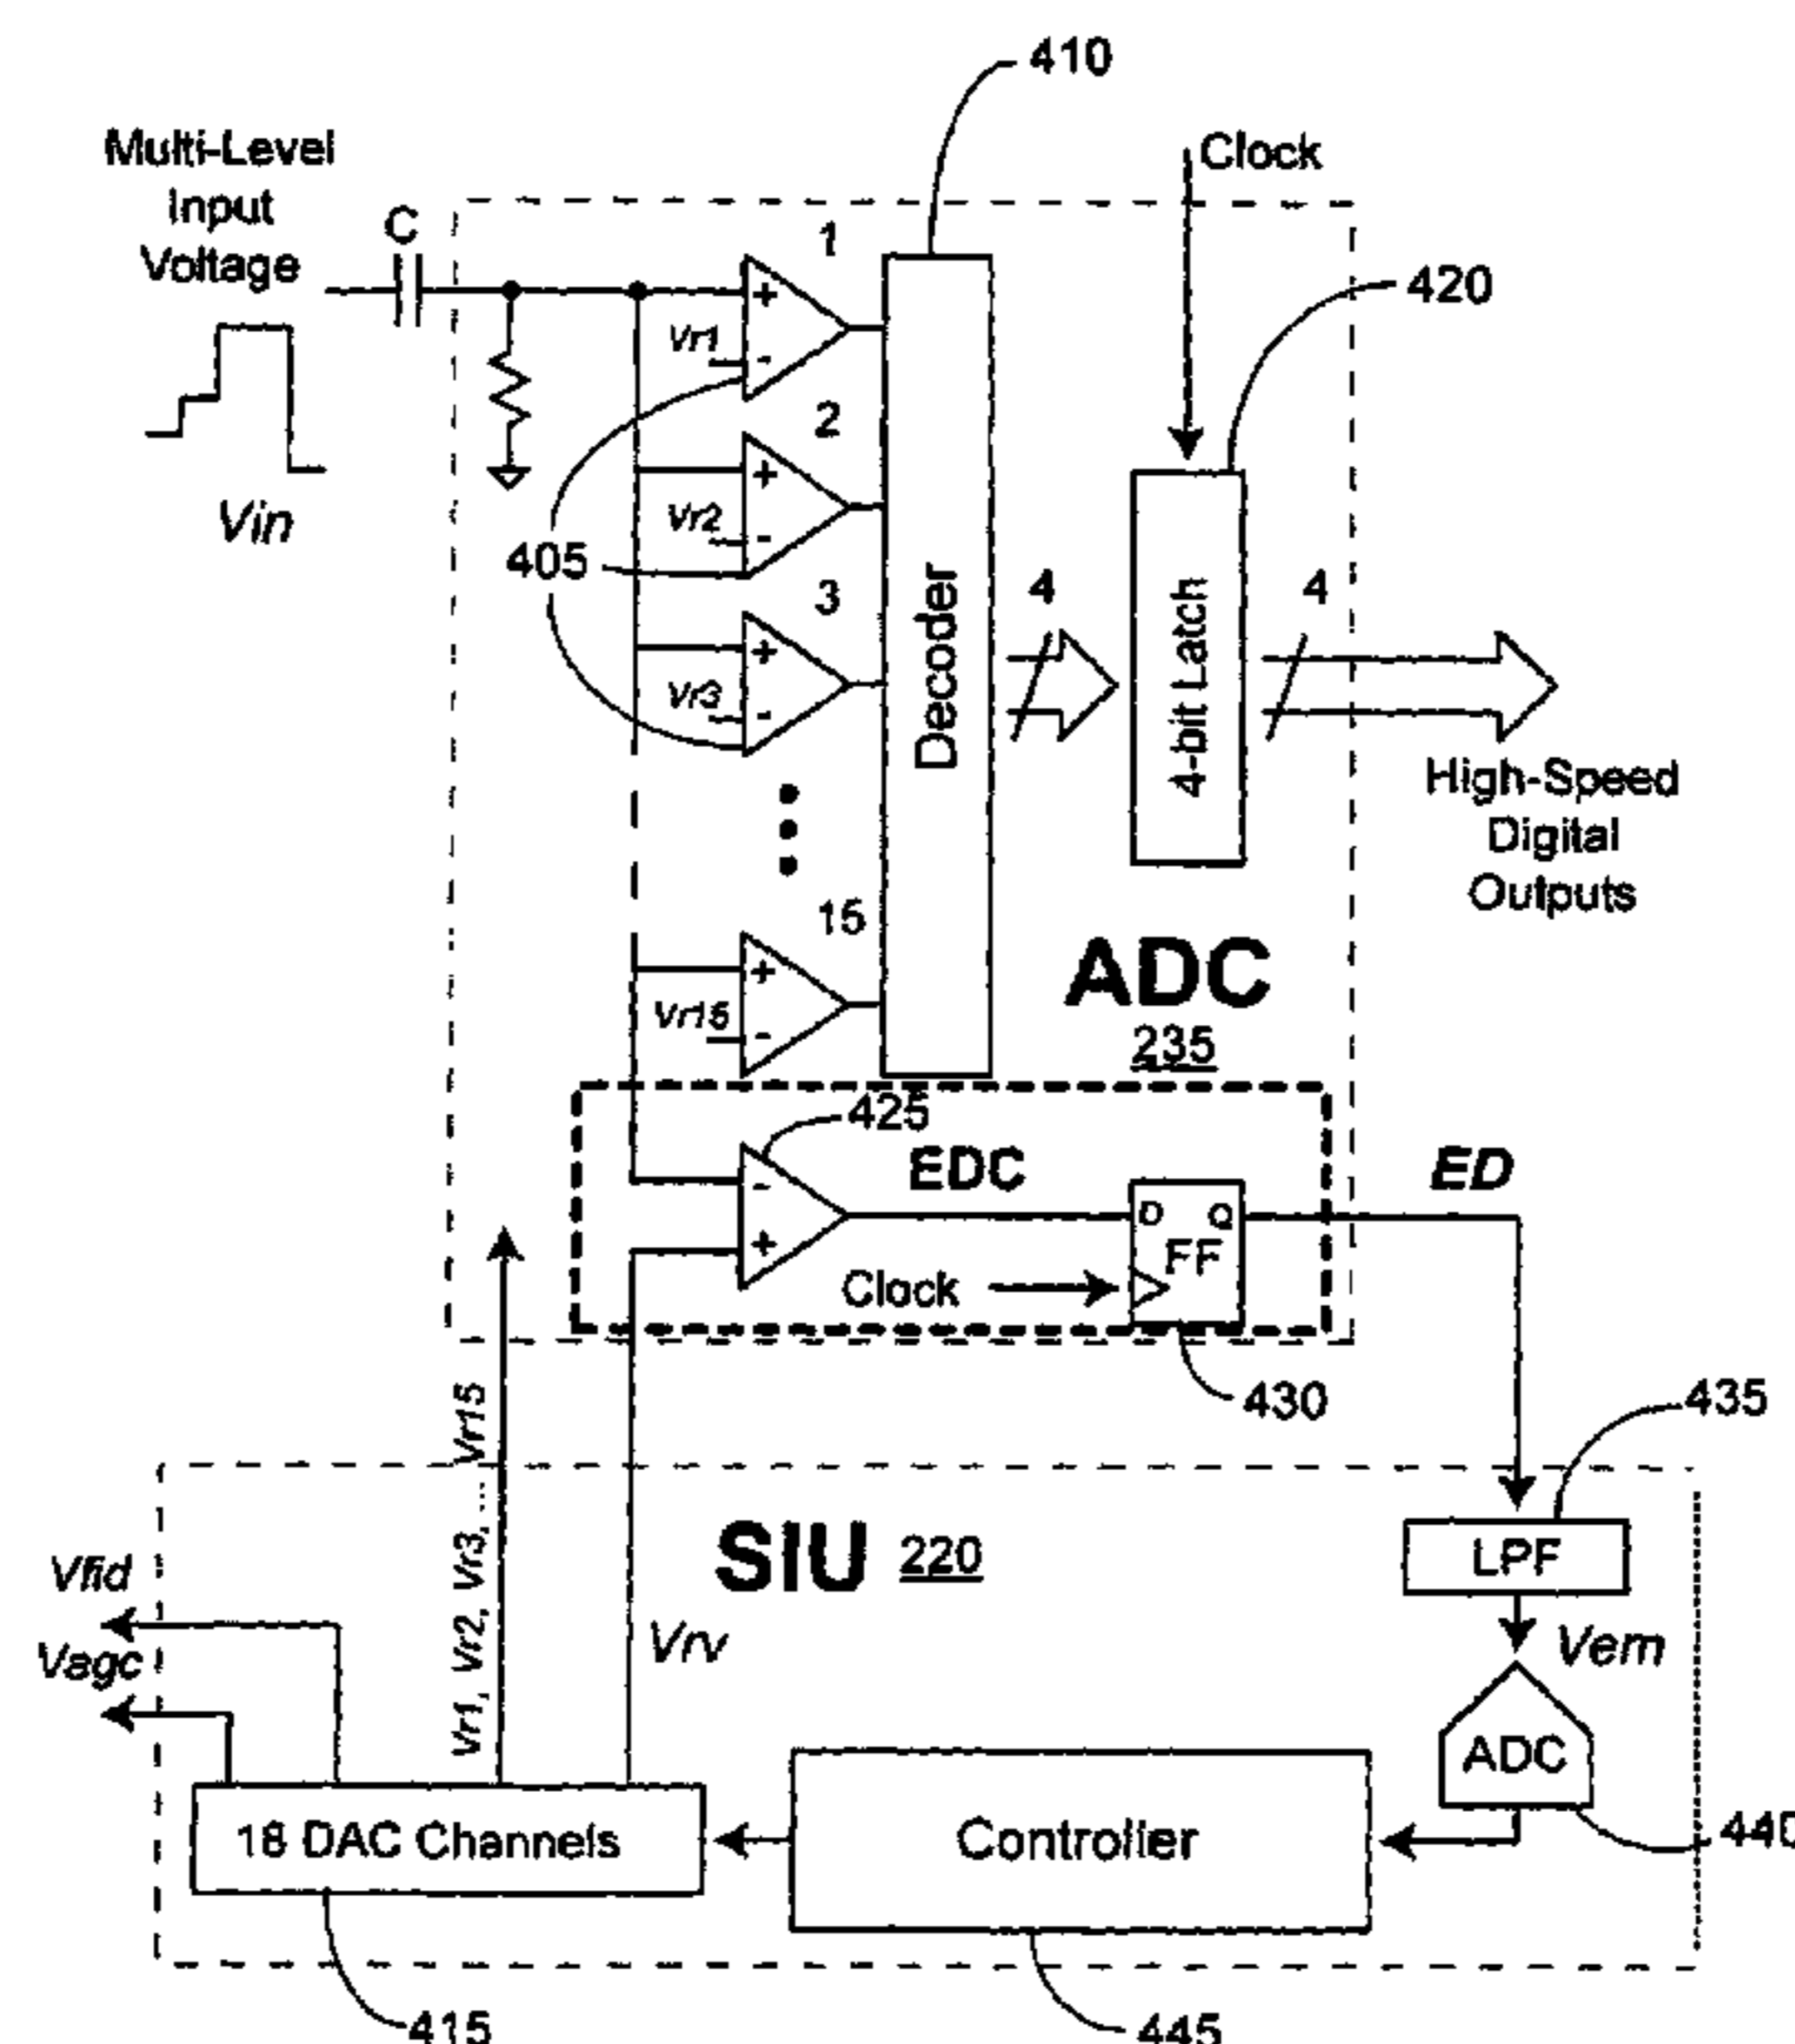 410
Multi-Level
Input
Voltage
Clock
C
1
420
+
Vr1
-
2
+
Vr2
-
Vin
405
3
+
Vr3
-
Decoder
4
4-bit Latch
4
High-Speed
Digital
Outputs
15
+
Vr15
-
ADC
235
425
EDC
ED
-
+
D
Q
FF
Clock
430
435
Vr1, Vr2, Vr3, ... Vr15
SIU 220
LPF
Vfid
Vagc
Vrv
Vem
ADC
18 DAC Channels
Controller
440
415
445